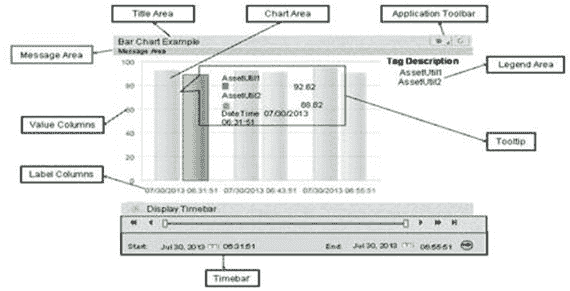 Title Area
Chart Area
Application Toolbar
Bar Chart Example
Message Area
Message Area
Tag Description
AssetUtil1
AssetUtil2
Legend Area
100
80
60
40
20
0
AssetUtil1
92.62
AssetUtil2
88.82
DateTime 07/30/2013
06:31:51
Value Columns
Tooltip
Label Columns
07/30/2013 06:31:51 07/30/2013 06:43:51 07/30/2013 06:55:51
Display Timebar
Start: Jul 30, 2013 06:31:51 End: Jul 30, 2013 06:55:51
Timebar